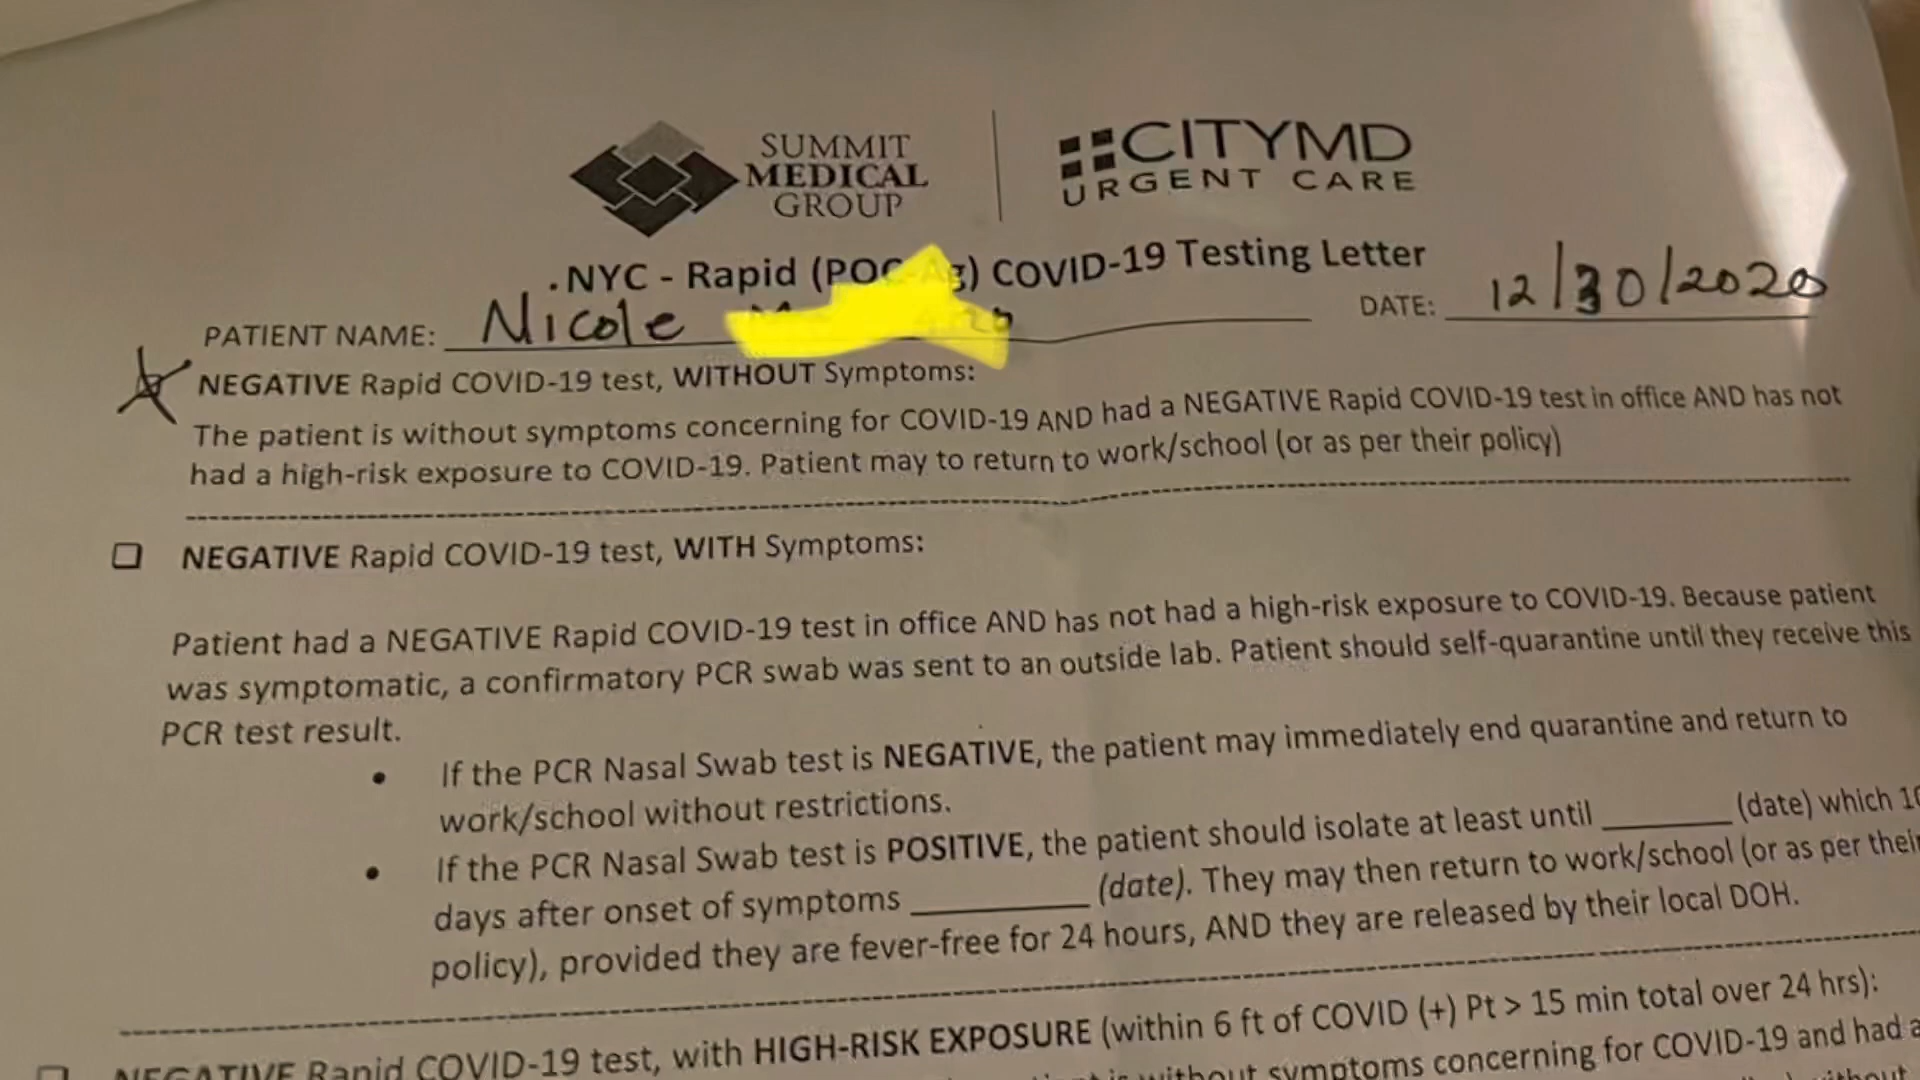 SUMMIT
MEDICAL
GROUP
CITYMD
URGENT CARE
. NYC - Rapid (POC-Ag) COVID-19 Testing Letter
PATIENT NAME: Nicole
DATE: 12/30/2020
NEGATIVE Rapid COVID-19 test, WITHOUT Symptoms:
The patient is without symptoms concerning for COVID-19 AND had a NEGATIVE Rapid COVID-19 test in office AND has not
had a high-risk exposure to COVID-19. Patient may to return to work/school (or as per their policy)
NEGATIVE Rapid COVID-19 test, WITH Symptoms:
Patient had a NEGATIVE Rapid COVID-19 test in office AND has not had a high-risk exposure to COVID-19. Because patient
was symptomatic, a confirmatory PCR swab was sent to an outside lab. Patient should self-quarantine until they receive this
PCR test result.
• If the PCR Nasal Swab test is NEGATIVE, the patient may immediately end quarantine and return to
work/school without restrictions.
• If the PCR Nasal Swab test is POSITIVE, the patient should isolate at least until ________ (date) which 10
days after onset of symptoms ________ (date). They may then return to work/school (or as per their
policy), provided they are fever-free for 24 hours, AND they are released by their local DOH.
NEGATIVE Rapid COVID-19 test, with HIGH-RISK EXPOSURE (within 6 ft of COVID (+) Pt > 15 min total over 24 hrs):
without symptoms concerning for COVID-19 and had a